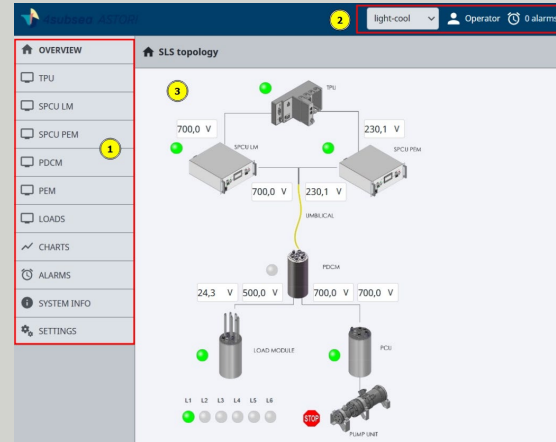 4subsea ASTORI
2
light-cool
Operator
0 alarms
OVERVIEW
SLS topology
TPU
SPCU LM
SPCU PEM
1
PDCM
PEM
LOADS
CHARTS
ALARMS
SYSTEM INFO
SETTINGS
3
TPU
700,0 V
230,1 V
SPCU LM
SPCU PEM
700,0 V
230,1 V
UMBILICAL
PDCM
24,3 V
500,0 V
700,0 V
700,0 V
LOAD MODULE
PCU
L1 L2 L3 L4 L5 L6
STOP
PUMP UNIT